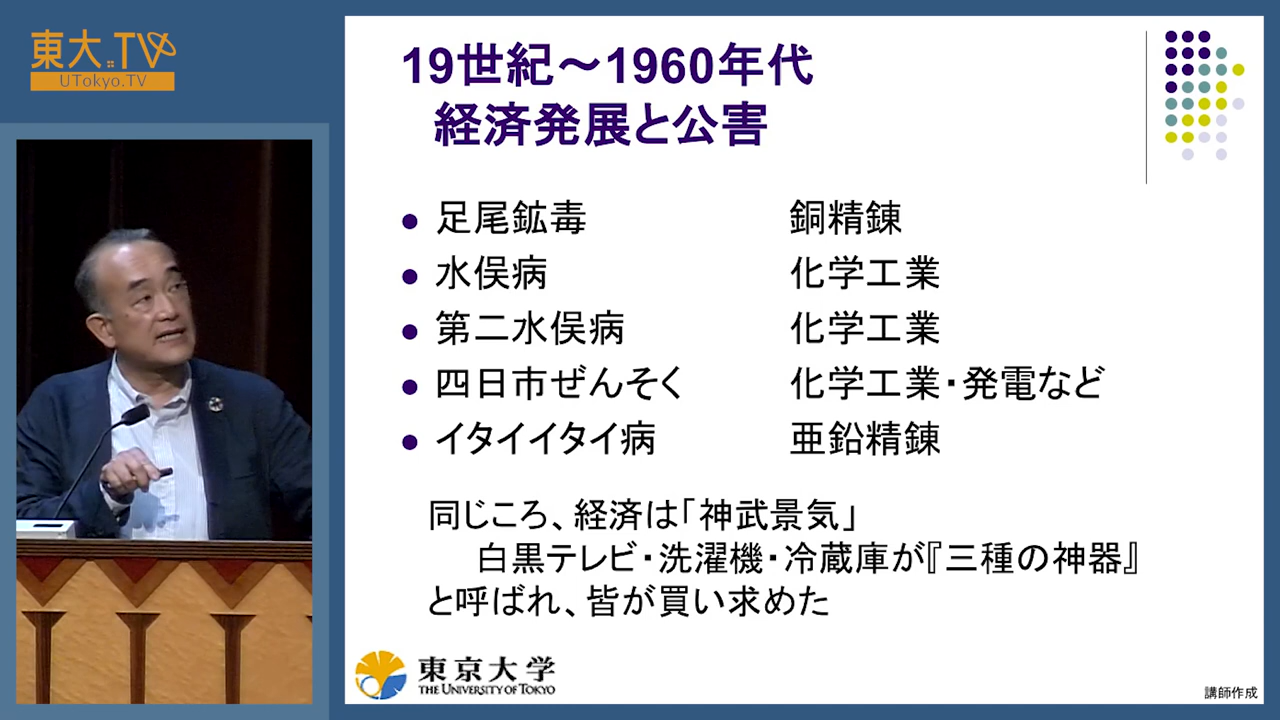 東大.TV
UTokyo.TV
19世紀～1960年代
経済発展と公害
足尾鉱毒 銅精錬
水俣病 化学工業
第二水俣病 化学工業
四日市ぜんそく 化学工業・発電など
イタイイタイ病 亜鉛精錬
同じころ、経済は「神武景気」
白黒テレビ・洗濯機・冷蔵庫が『三種の神器』
と呼ばれ、皆が買い求めた
東京大学
THE UNIVERSITY OF TOKYO
講師作成